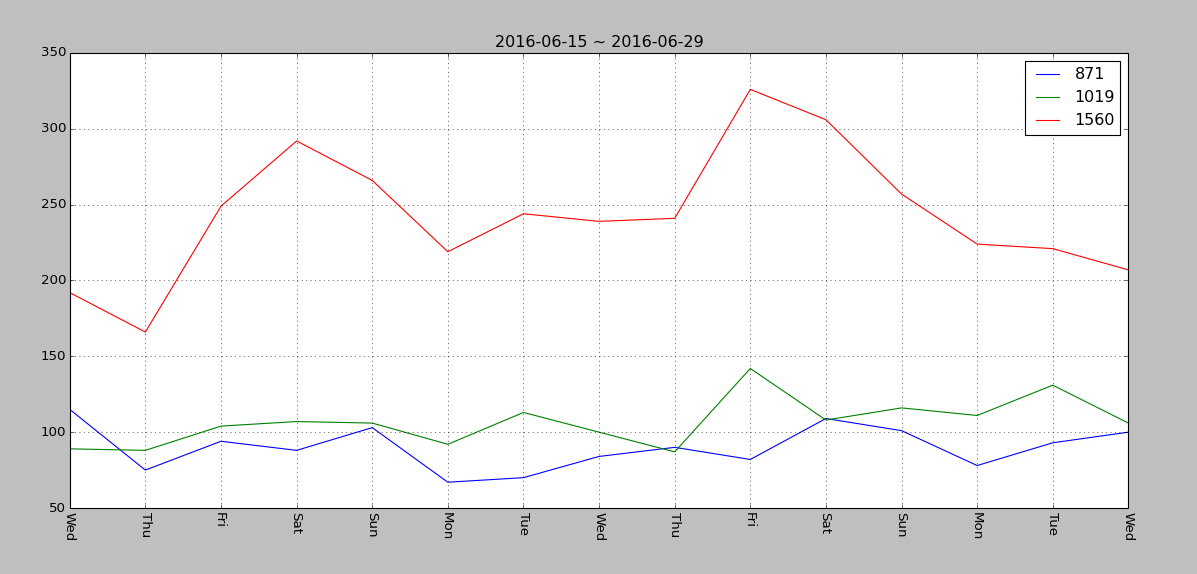 2016-06-15 ~ 2016-06-29
350
300
250
200
150
100
50
871
1019
1560
Wed
Thu
Fri
Sat
Sun
Mon
Tue
Wed
Thu
Fri
Sat
Sun
Mon
Tue
Wed